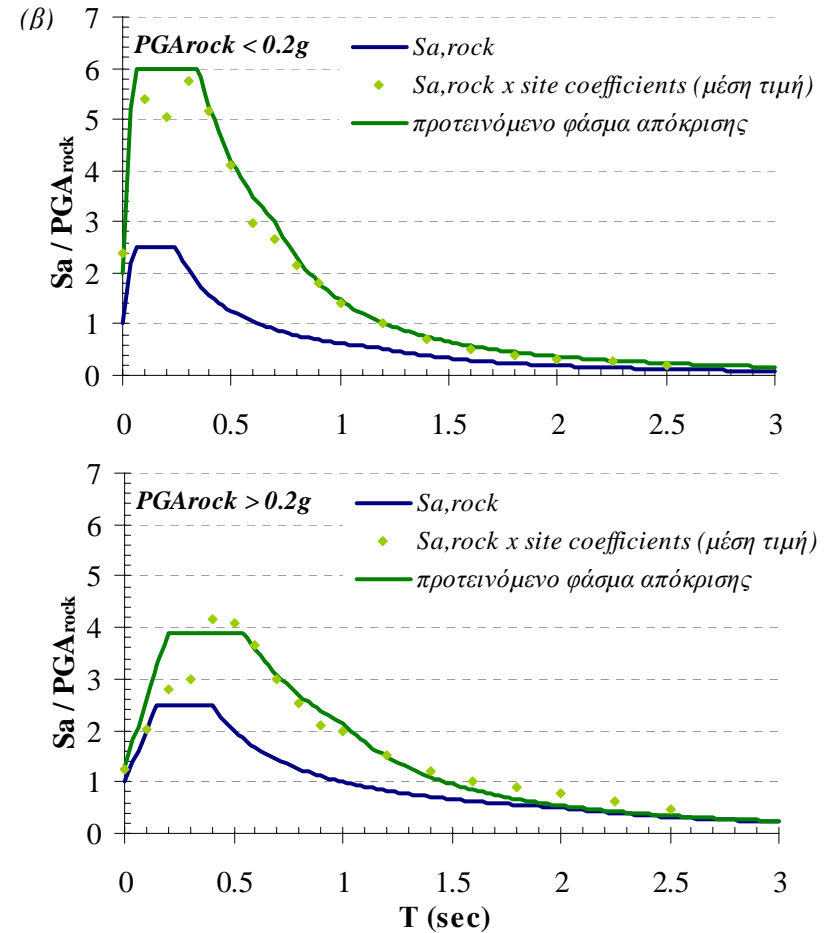 (β)
7
6
5
4
3
2
1
0
Sa / PGArock
PGArock < 0.2g
Sa,rock
Sa,rock x site coefficients (μέση τιμή)
προτεινόμενο φάσμα απόκρισης
0 0.5 1 1.5 2 2.5 3
7
6
5
4
3
2
1
0
Sa / PGArock
PGArock > 0.2g
Sa,rock
Sa,rock x site coefficients (μέση τιμή)
προτεινόμενο φάσμα απόκρισης
0 0.5 1 1.5 2 2.5 3
T (sec)